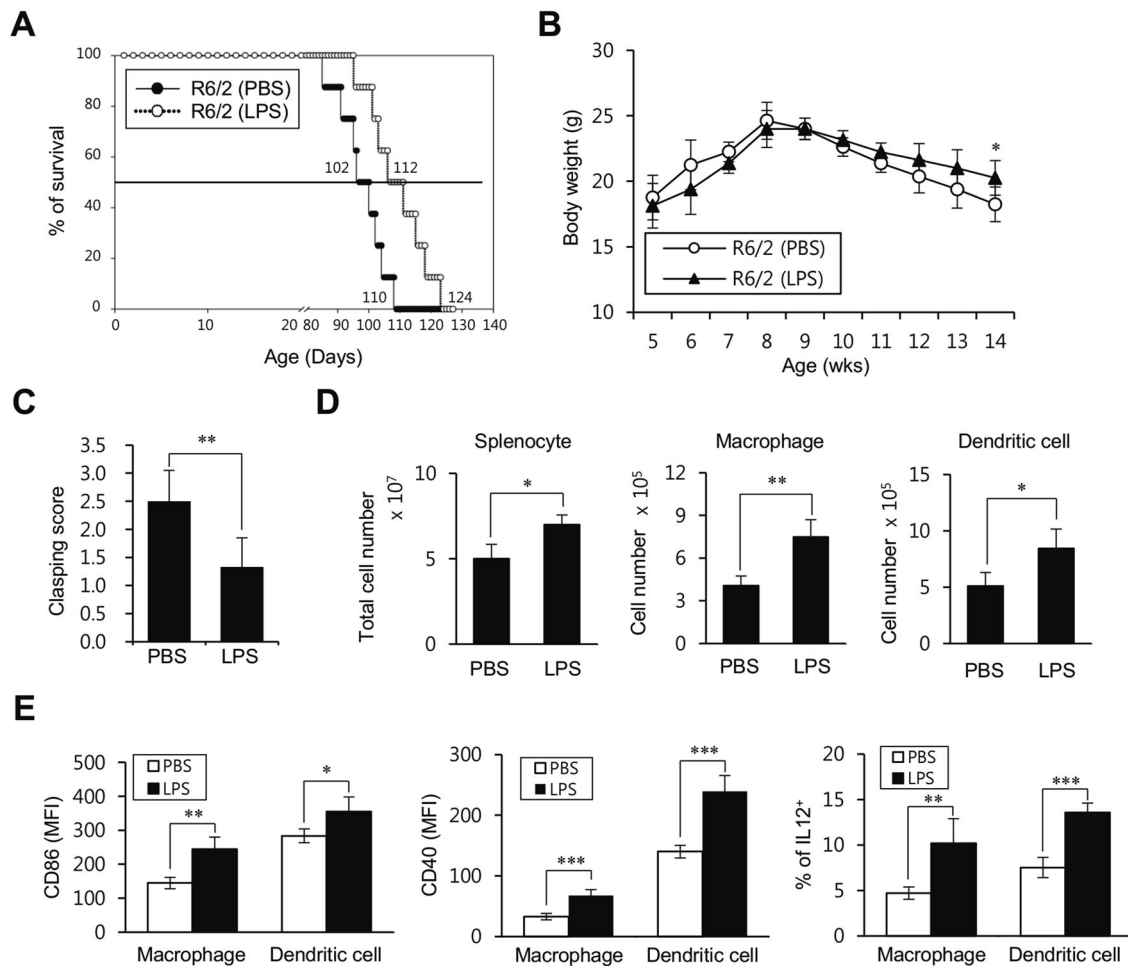 A
100
80
60
40
20
0
% of survival
R6/2 (PBS)
R6/2 (LPS)
102
112
110
124
0
10
20
80
90
100
110
120
130
140
Age (Days)
B
30
25
20
15
10
Body weight (g)
*
R6/2 (PBS)
R6/2 (LPS)
5 6 7 8 9 10 11 12 13 14
Age (wks)
C
3.5
3.0
2.5
2.0
1.5
1.0
0.5
0.0
Clasping score
**
PBS LPS
D
Splenocyte
Total cell number
x 10⁷
10
5
0
*
PBS LPS
Macrophage
Cell number x 10⁵
12
9
6
3
0
**
PBS LPS
Dendritic cell
Cell number x 10⁵
15
10
5
0
*
PBS LPS
E
CD86 (MFI)
500
400
300
200
100
0
PBS
LPS
**
*
Macrophage Dendritic cell
CD40 (MFI)
300
200
100
0
PBS
LPS
***
***
Macrophage Dendritic cell
% of IL12⁺
20
15
10
5
0
PBS
LPS
**
***
Macrophage Dendritic cell